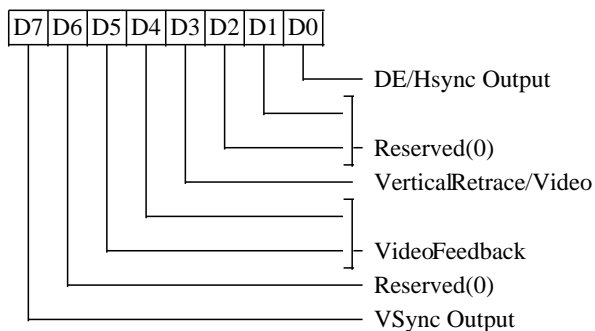 D7 D6 D5 D4 D3 D2 D1 D0
DE/Hsync Output
Reserved(0)
VerticalRetrace/Video
VideoFeedback
Reserved(0)
VSync Output